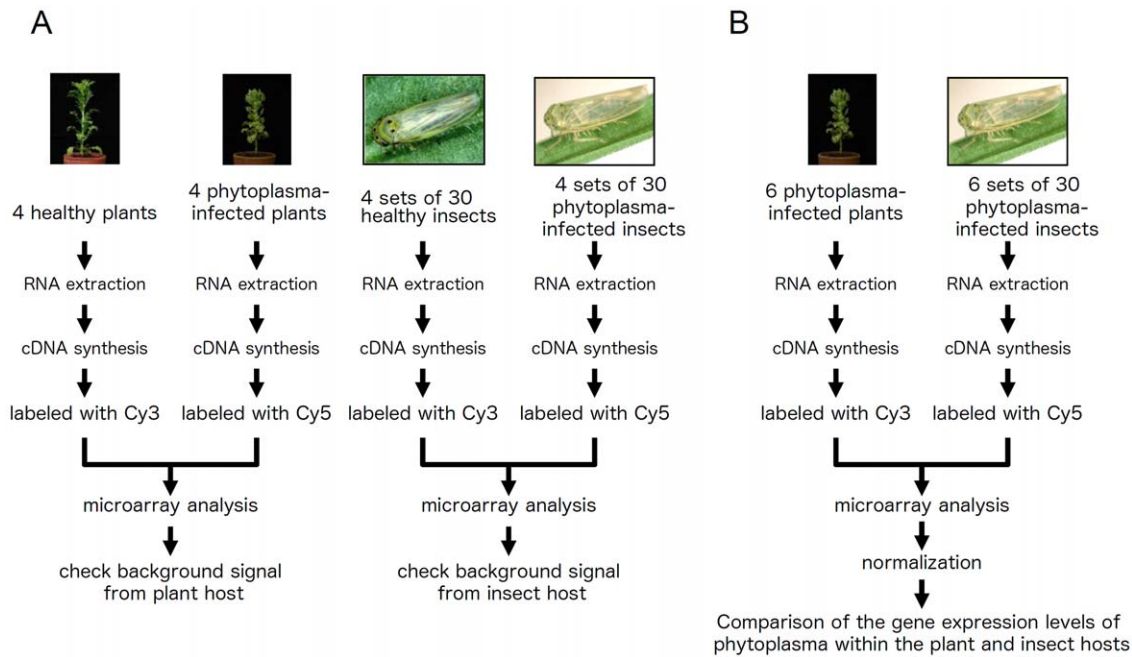 A
4 healthy plants
4 phytoplasma-
infected plants
4 sets of 30
healthy insects
4 sets of 30
phytoplasma-
infected insects
RNA extraction
RNA extraction
RNA extraction
RNA extraction
cDNA synthesis
cDNA synthesis
cDNA synthesis
cDNA synthesis
labeled with Cy3
labeled with Cy5
labeled with Cy3
labeled with Cy5
microarray analysis
microarray analysis
check background signal
from plant host
check background signal
from insect host
B
6 phytoplasma-
infected plants
6 sets of 30
phytoplasma-
infected insects
RNA extraction
RNA extraction
cDNA synthesis
cDNA synthesis
labeled with Cy3
labeled with Cy5
microarray analysis
normalization
Comparison of the gene expression levels of
phytoplasma within the plant and insect hosts